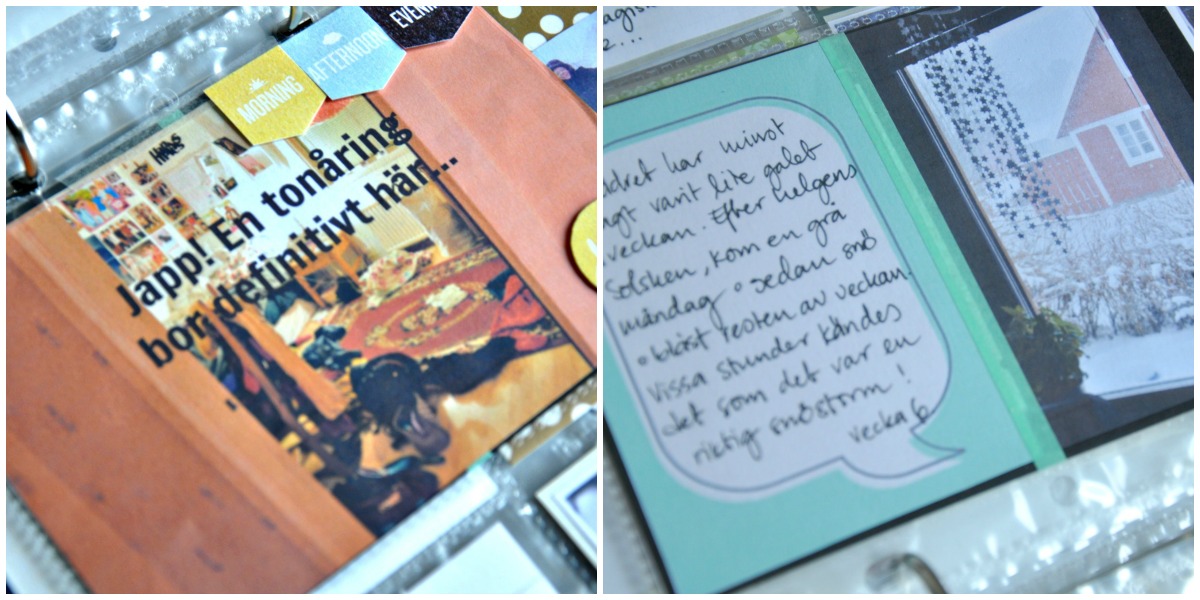 EVENI
AFTERNOON
MORNING
Japp! En tonåring
bor definitivt här...
dret har minst
agt varit lite galet
veckan. Efter helgens
solsken, kom en grå
måndag o sedan snö
o blåst resten av veckan.
vissa stunder kändes
det som det var en
riktig snöstorm!
vecka 6